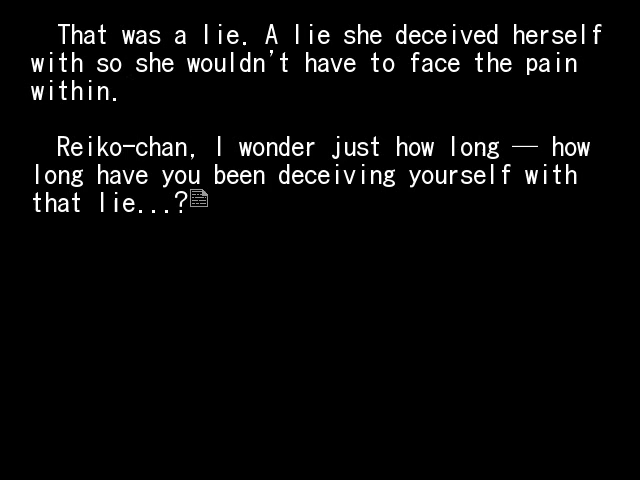 That was a lie. A lie she deceived herself
with so she wouldn't have to face the pain
within.
Reiko-chan, I wonder just how long ― how
long have you been deceiving yourself with
that lie...?